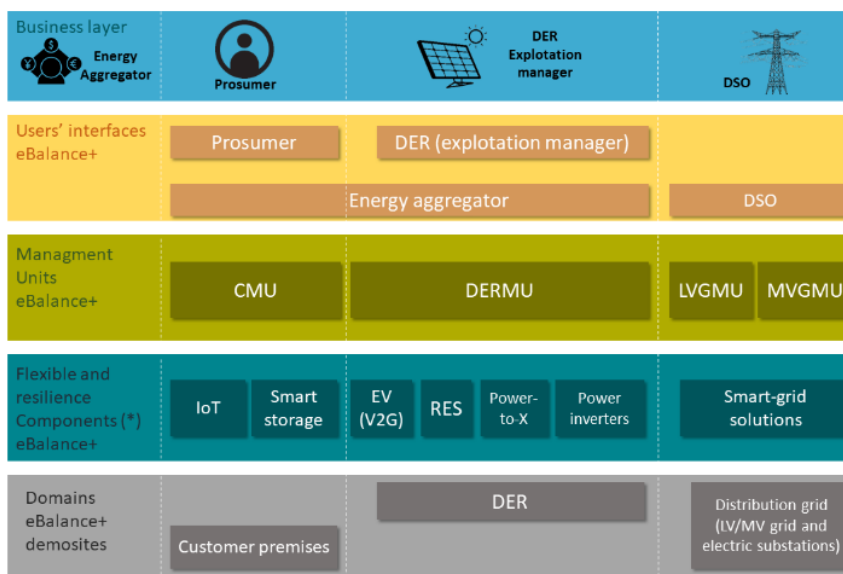 Business layer
Energy
Aggregator
$
¥
€
Prosumer
DER
Explotation
manager
DSO
Users' interfaces
eBalance+
Prosumer
DER (explotation manager)
Energy aggregator
DSO
Managment
Units
eBalance+
CMU
DERMU
LVGMU
MVGMU
Flexible and
resilience
Components (*)
eBalance+
IoT
Smart
storage
EV
(V2G)
RES
Power-
to-X
Power
inverters
Smart-grid
solutions
Domains
eBalance+
demosites
Customer premises
DER
Distribution grid
(LV/MV grid and
electric substations)